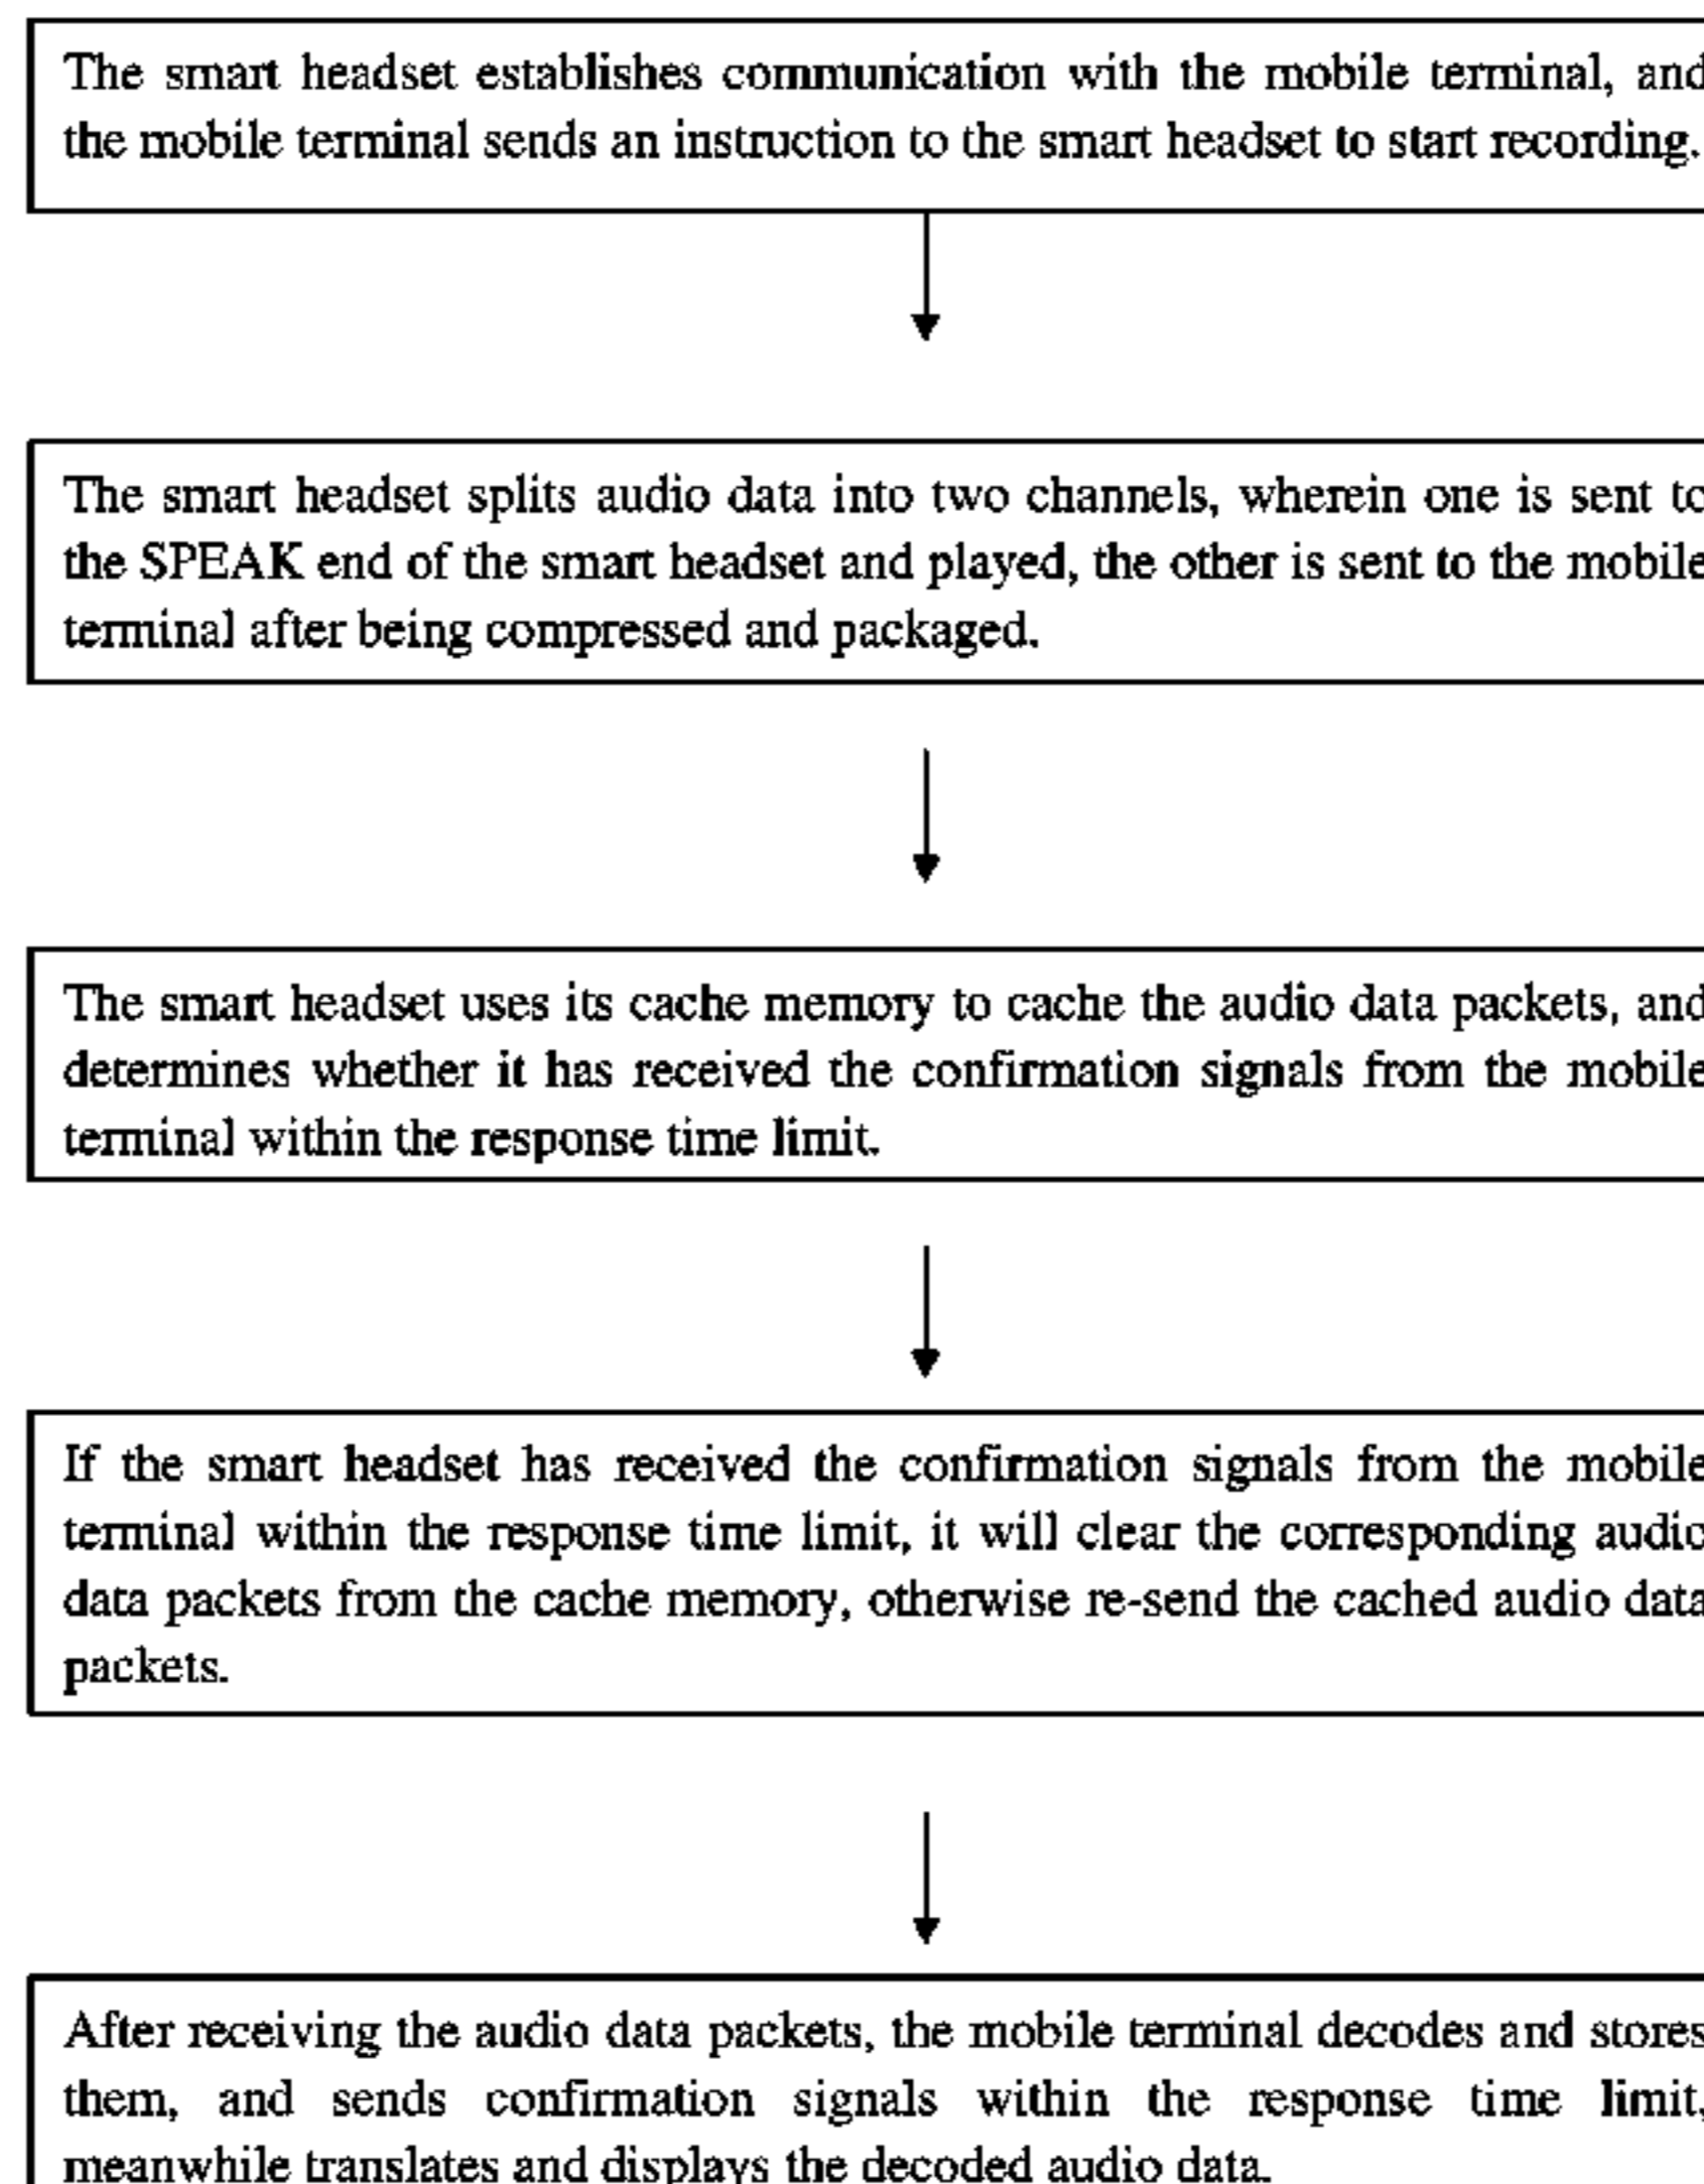 The smart headset establishes communication with the mobile terminal, and
the mobile terminal sends an instruction to the smart headset to start recording.
The smart headset splits audio data into two channels, wherein one is sent to
the SPEAK end of the smart headset and played, the other is sent to the mobile
terminal after being compressed and packaged.
The smart headset uses its cache memory to cache the audio data packets, and
determines whether it has received the confirmation signals from the mobile
terminal within the response time limit.
If the smart headset has received the confirmation signals from the mobile
terminal within the response time limit, it will clear the corresponding audio
data packets from the cache memory, otherwise re-send the cached audio data
packets.
After receiving the audio data packets, the mobile terminal decodes and stores
them, and sends confirmation signals within the response time limit,
meanwhile translates and displays the decoded audio data.